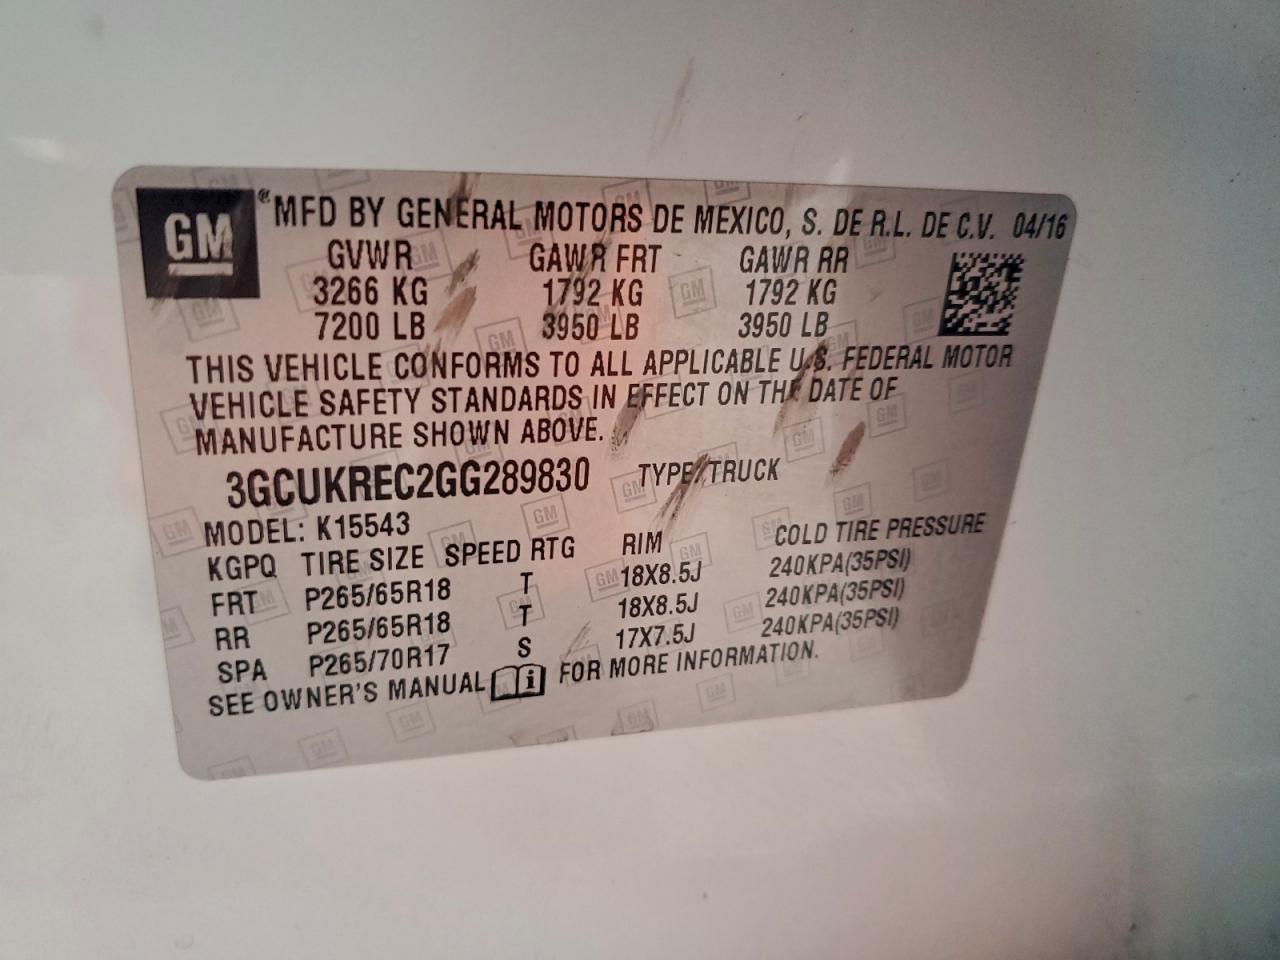 GM ® MFD BY GENERAL MOTORS DE MEXICO, S. DE R.L. DE C.V. 04/16
GVWR GAWR FRT GAWR RR
3266 KG 1792 KG 1792 KG
7200 LB 3950 LB 3950 LB
THIS VEHICLE CONFORMS TO ALL APPLICABLE U.S. FEDERAL MOTOR
VEHICLE SAFETY STANDARDS IN EFFECT ON THE DATE OF
MANUFACTURE SHOWN ABOVE.
3GCUKREC2GG289830 TYPE: TRUCK
MODEL: K15543
KGPQ TIRE SIZE SPEED RTG RIM COLD TIRE PRESSURE
FRT P265/65R18 T 18X8.5J 240KPA(35PSI)
RR P265/65R18 T 18X8.5J 240KPA(35PSI)
SPA P265/70R17 S 17X7.5J 240KPA(35PSI)
SEE OWNER'S MANUAL i FOR MORE INFORMATION.